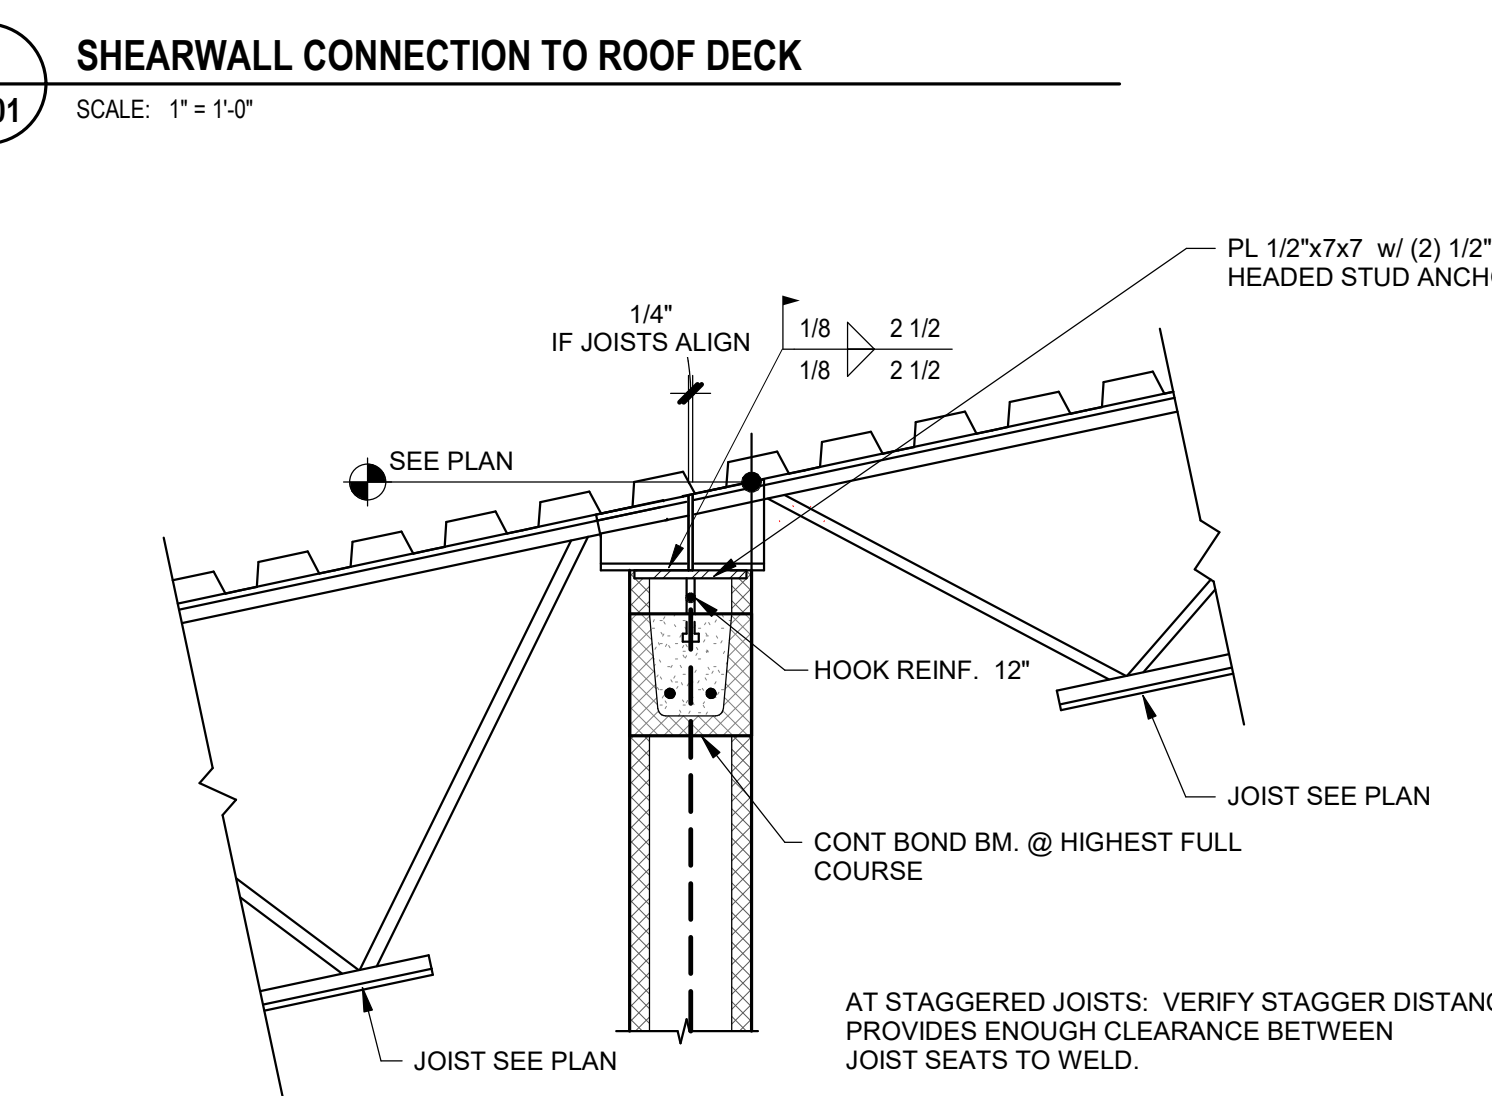 SHEARWALL CONNECTION TO ROOF DECK
01
SCALE: 1" = 1'-0"
PL 1/2"x7x7 w/ (2) 1/2"
HEADED STUD
1/4"
IF JOISTS ALIGN
1/8 2 1/2
1/8 2 1/2
SEE PLAN
HOOK REINF. 12"
JOIST SEE PLAN
CONT BOND BM. @ HIGHEST FULL
COURSE
AT STAGGERED JOISTS: VERIFY STAGGER
PROVIDES ENOUGH CLEARANCE BETWEEN
JOIST SEATS TO WELD.
JOIST SEE PLAN